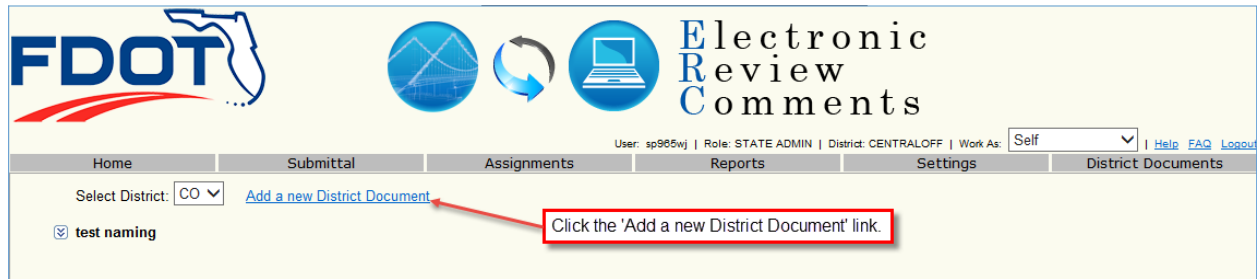 FDOT
Electronic
Review
Comments
User: sp965wj | Role: STATE ADMIN | District: CENTRALOFF | Work As: Self | Help FAQ Logout
Home Submittal Assignments Reports Settings District Documents
Select District: CO Add a new District Document
Click the 'Add a new District Document' link.
test naming